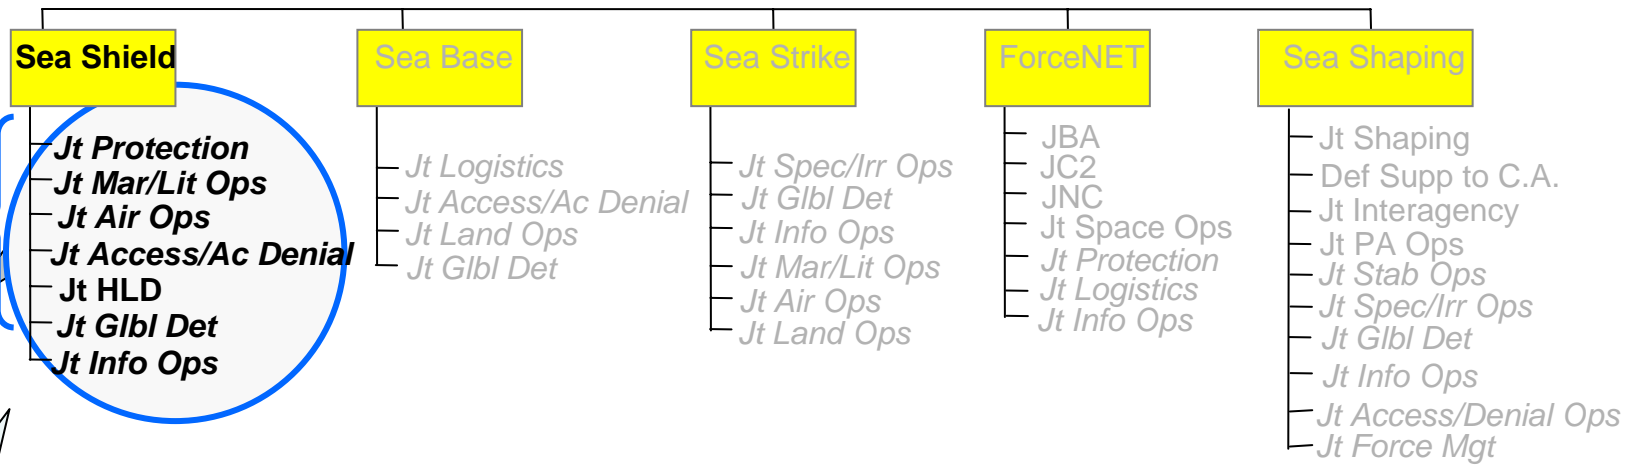 Sea Shield
Jt Protection
Jt Mar/Lit Ops
Jt Air Ops
Jt Access/Ac Denial
Jt HLD
Jt Glbl Det
Jt Info Ops
Sea Base
Jt Logistics
Jt Access/Ac Denial
Jt Land Ops
Jt Glbl Det
Sea Strike
Jt Spec/Irr Ops
Jt Glbl Det
Jt Info Ops
Jt Mar/Lit Ops
Jt Air Ops
Jt Land Ops
ForceNET
JBA
JC2
JNC
Jt Space Ops
Jt Protection
Jt Logistics
Jt Info Ops
Sea Shaping
Jt Shaping
Def Supp to C.A.
Jt Interagency
Jt PA Ops
Jt Stab Ops
Jt Spec/Irr Ops
Jt Glbl Det
Jt Info Ops
Jt Access/Denial Ops
Jt Force Mgt